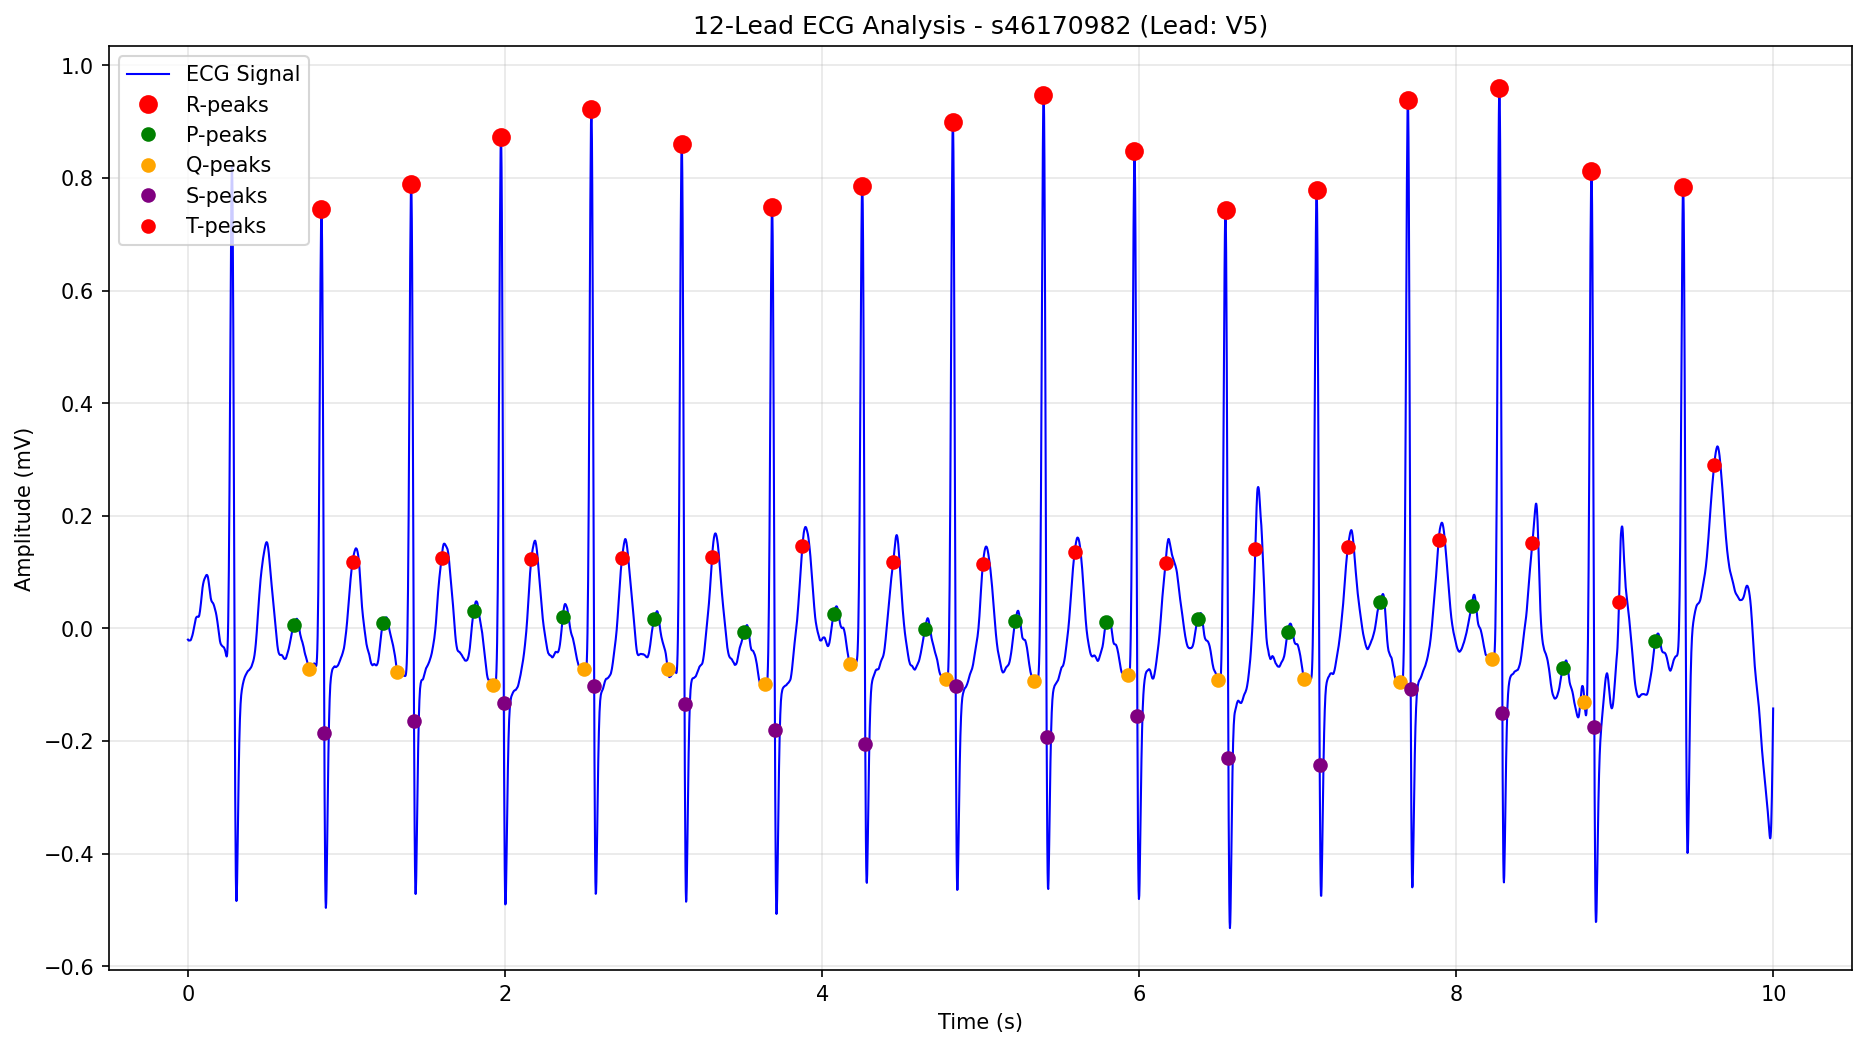 12-Lead ECG Analysis - s46170982 (Lead: V5)
ECG Signal
R-peaks
P-peaks
Q-peaks
S-peaks
T-peaks
Amplitude (mV)
1.0
0.8
0.6
0.4
0.2
0.0
−0.2
−0.4
−0.6
0 2 4 6 8 10
Time (s)